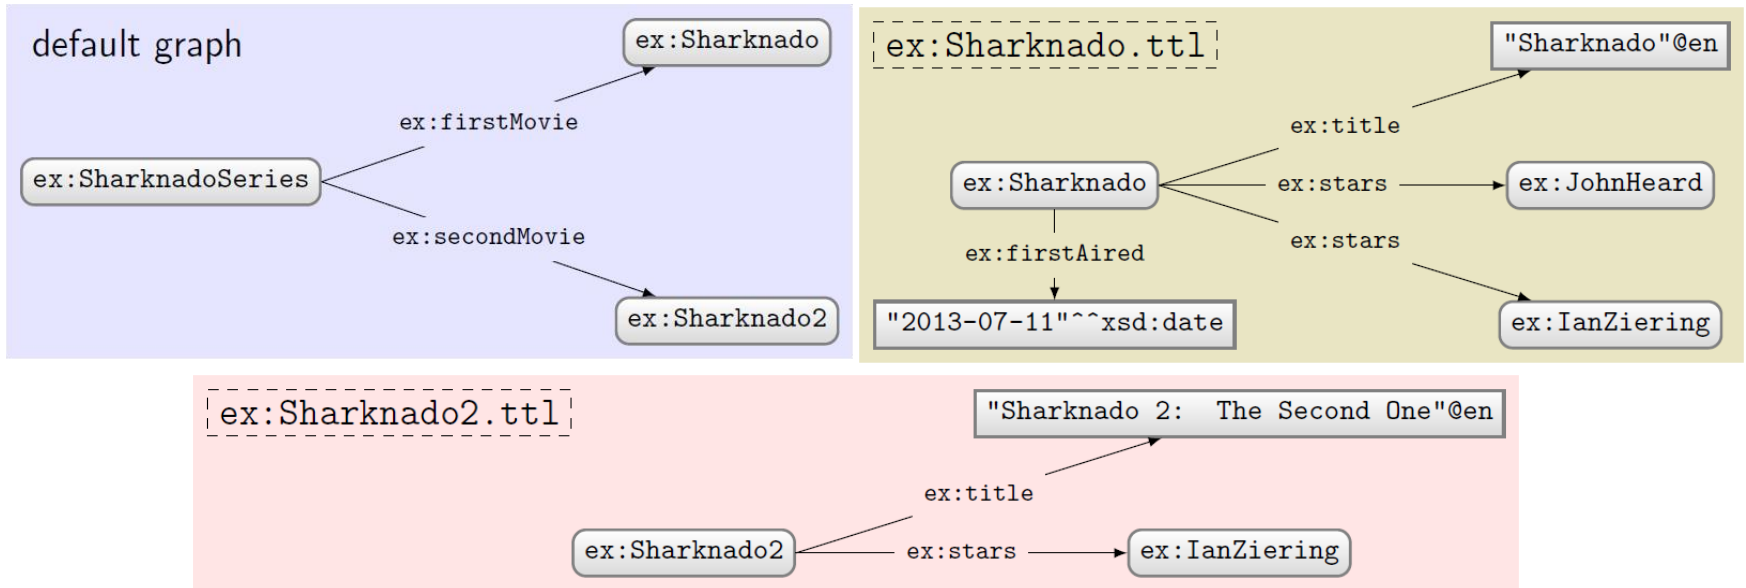 default graph
ex:Sharknado
ex:firstMovie
ex:SharknadoSeries
ex:secondMovie
ex:Sharknado2
ex:Sharknado.ttl
"Sharknado"@en
ex:title
ex:Sharknado
ex:stars
ex:JohnHeard
ex:stars
ex:firstAired
"2013-07-11"^^xsd:date
ex:IanZiering
ex:Sharknado2.ttl
"Sharknado 2: The Second One"@en
ex:title
ex:Sharknado2
ex:stars
ex:IanZiering